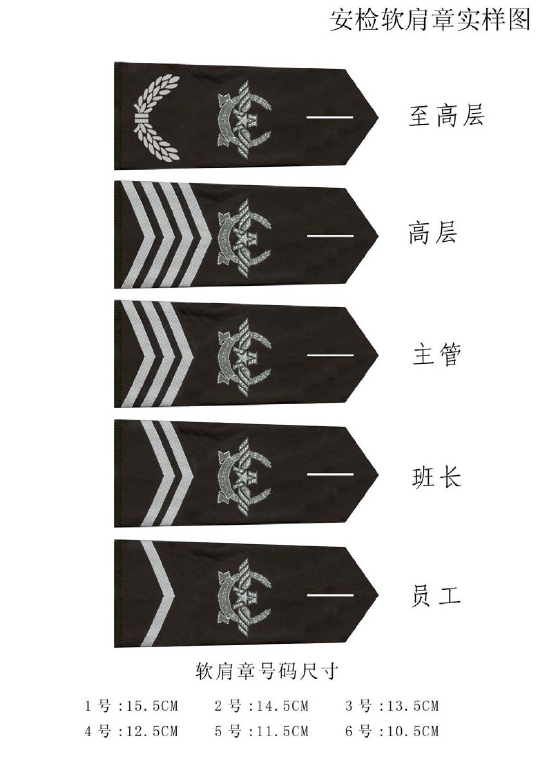 安检软肩章实样图
至高层
高层
主管
班长
员工
软肩章号码尺寸
1号:15.5CM 2号:14.5CM 3号:13.5CM
4号:12.5CM 5号:11.5CM 6号:10.5CM